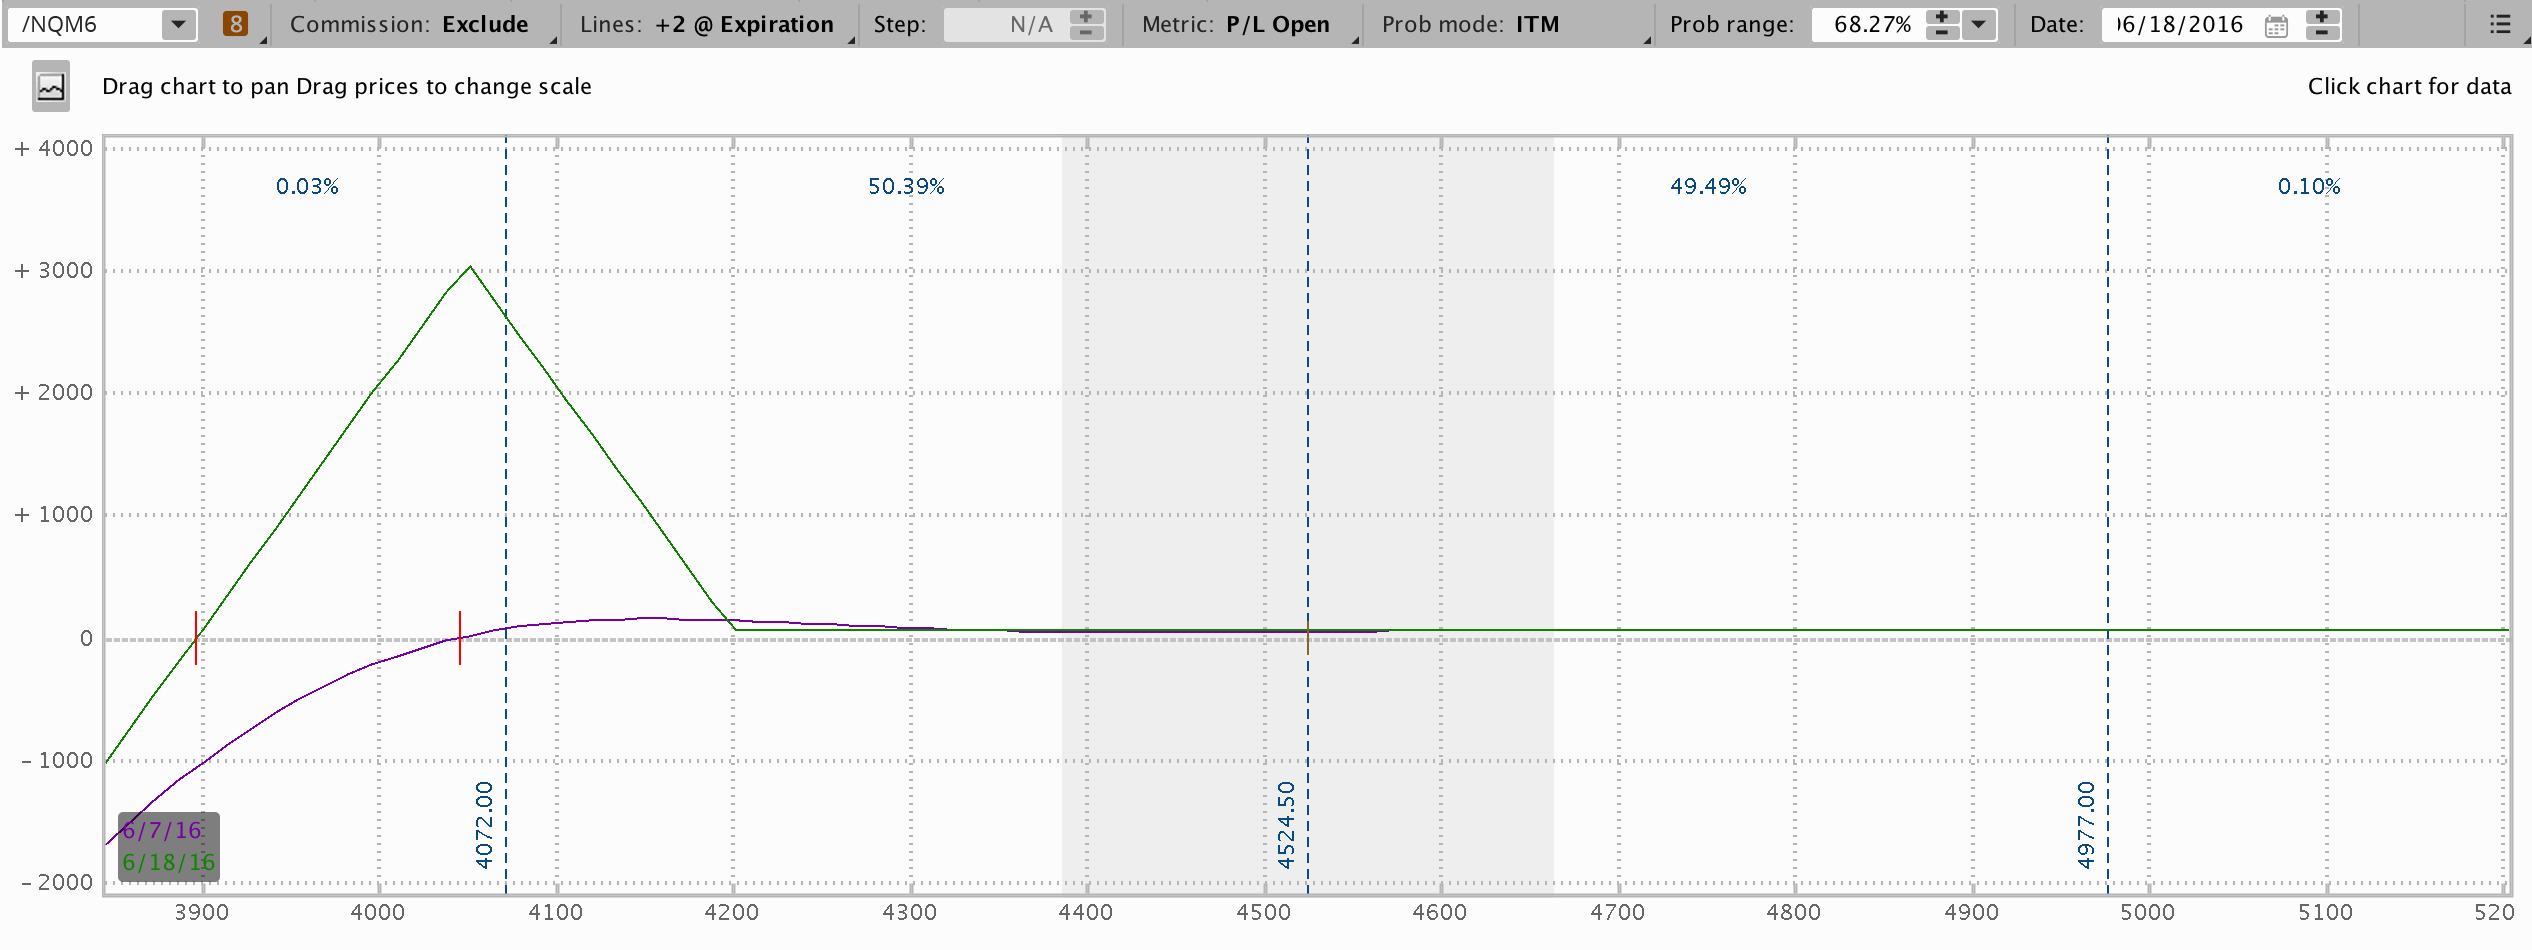 /NQM6 8 Commission: Exclude Lines: +2 @ Expiration Step: N/A Metric: P/L Open Prob mode: ITM Prob range: 68.27% Date: 06/18/2016
Drag chart to pan Drag prices to change scale Click chart for data
+ 4000
0.03% 50.39% 49.49% 0.10%
+ 3000
+ 2000
+ 1000
0
- 1000
4072.00 4524.50 4977.00
6/7/16
6/18/16
- 2000
3900 4000 4100 4200 4300 4400 4500 4600 4700 4800 4900 5000 5100 520